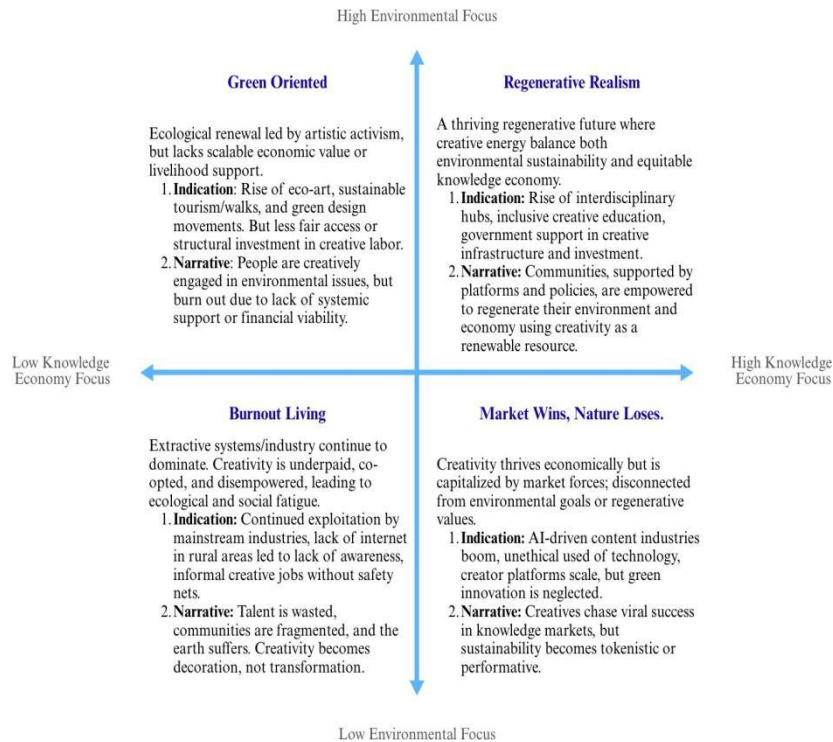 High Environmental Focus
Green Oriented
Ecological renewal led by artistic activism,
but lacks scalable economic value or
livelihood support.
1. Indication: Rise of eco-art, sustainable
tourism/walks, and green design
movements. But less fair access or
structural investment in creative labor.
2. Narrative: People are creatively
engaged in environmental issues, but
burn out due to lack of systemic
support or financial viability.
Regenerative Realism
A thriving regenerative future where
creative energy balance both
environmental sustainability and equitable
knowledge economy.
1. Indication: Rise of interdisciplinary
hubs, inclusive creative education,
government support in creative
infrastructure and investment.
2. Narrative: Communities, supported by
platforms and policies, are empowered
to regenerate their environment and
economy using creativity as a
renewable resource.
Low Knowledge
Economy Focus
High Knowledge
Economy Focus
Burnout Living
Extractive systems/industry continue to
dominate. Creativity is underpaid, co-
opted, and disempowered, leading to
ecological and social fatigue.
1. Indication: Continued exploitation by
mainstream industries, lack of internet
in rural areas led to lack of awareness,
informal creative jobs without safety
nets.
2. Narrative: Talent is wasted,
communities are fragmented, and the
earth suffers. Creativity becomes
decoration, not transformation.
Market Wins, Nature Loses.
Creativity thrives economically but is
capitalized by market forces; disconnected
from environmental goals or regenerative
values.
1. Indication: AI-driven content industries
boom, unethical used of technology,
creator platforms scale, but green
innovation is neglected.
2. Narrative: Creatives chase viral success
in knowledge markets, but
sustainability becomes tokenistic or
performative.
Low Environmental Focus